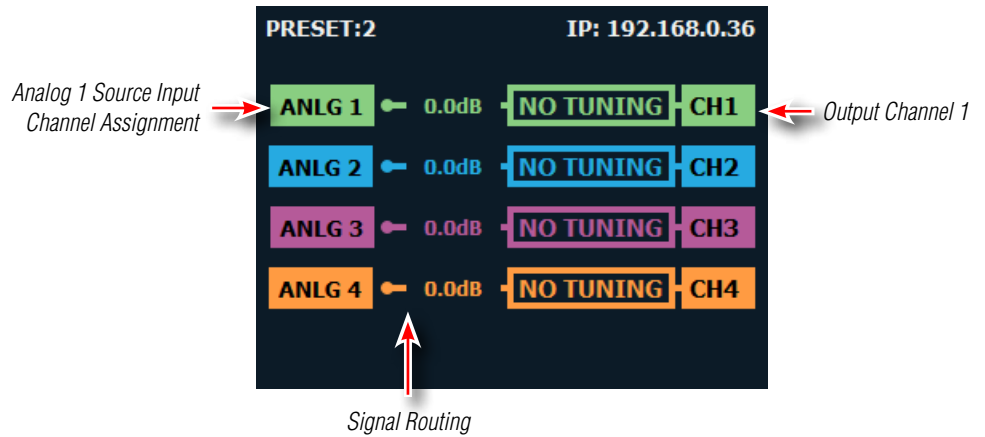 PRESET:2 IP: 192.168.0.36
Analog 1 Source Input
Channel Assignment
ANLG 1 0.0dB NO TUNING CH1
Output Channel 1
ANLG 2 0.0dB NO TUNING CH2
ANLG 3 0.0dB NO TUNING CH3
ANLG 4 0.0dB NO TUNING CH4
Signal Routing